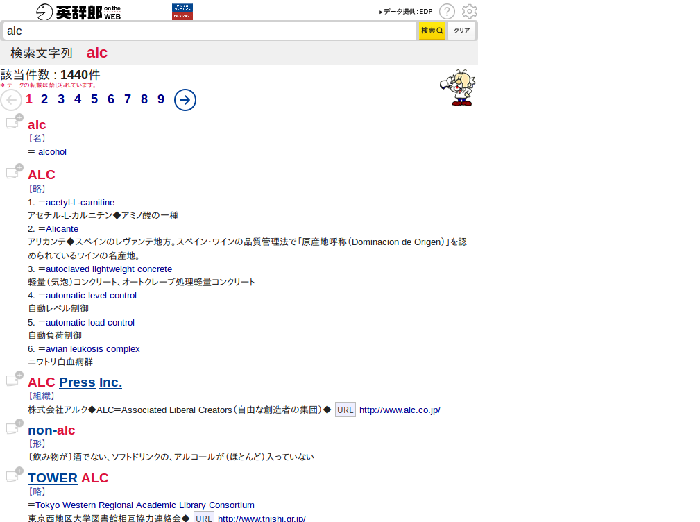 英辞郎 on the WEB
▶データ提供:EDP
?
alc
検索
クリア
検索文字列 alc
該当件数 : 1440件
1 2 3 4 5 6 7 8 9
alc
〔名〕
＝ alcohol
ALC
〔略〕
1. ＝acetyl-L-carnitine
アセチル-L-カルニチン◆アミノ酸の一種
2. ＝Alicante
アリカンテ◆スペインのレヴァンテ地方。スペイン・ワインの品質管理法で「原産地呼称（Dominacion de Origen）」を認
められているワインの名産地。
3. ＝autoclaved lightweight concrete
軽量（気泡）コンクリート、オートクレーブ処理軽量コンクリート
4. ＝automatic level control
自動レベル制御
5. ＝automatic load control
自動負荷制御
6. ＝avian leukosis complex
ニワトリ白血病群
ALC Press Inc.
〔組織〕
株式会社アルク◆ALC＝Associated Liberal Creators（自由な創造者の集団）◆ URL http://www.alc.co.jp/
non-alc
〔形〕
〔飲み物が〕酒でない、ソフトドリンクの、アルコールが（ほとんど）入っていない
TOWER ALC
〔略〕
＝Tokyo Western Regional Academic Library Consortium
東京西地区大学図書館相互協力連絡会◆ URL